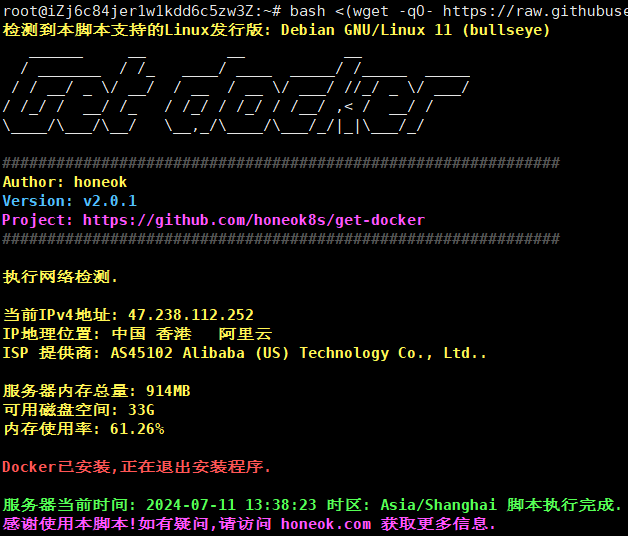 root@iZj6c84jer1w1kdd6c5zw3Z:~# bash <(wget -qO- https://raw.githubuse
检测到本脚本支持的Linux发行版: Debian GNU/Linux 11 (bullseye)
get docker
##############################################################
Author: honeok
Version: v2.0.1
Project: https://github.com/honeok8s/get-docker
##############################################################
执行网络检测.
当前IPv4地址: 47.238.112.252
IP地理位置: 中国 香港 阿里云
ISP 提供商: AS45102 Alibaba (US) Technology Co., Ltd..
服务器内存总量: 914MB
可用磁盘空间: 33G
内存使用率: 61.26%
Docker已安装,正在退出安装程序.
服务器当前时间: 2024-07-11 13:38:23 时区: Asia/Shanghai 脚本执行完成.
感谢使用本脚本!如有疑问,请访问 honeok.com 获取更多信息.